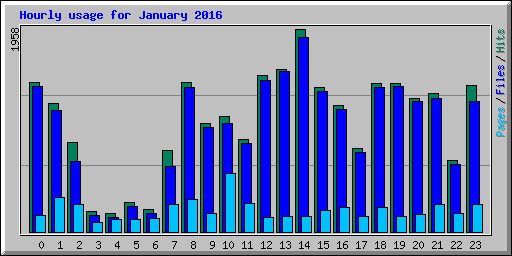 Hourly usage for January 2016
1958
Pages / Files / Hits
0 1 2 3 4 5 6 7 8 9 10 11 12 13 14 15 16 17 18 19 20 21 22 23